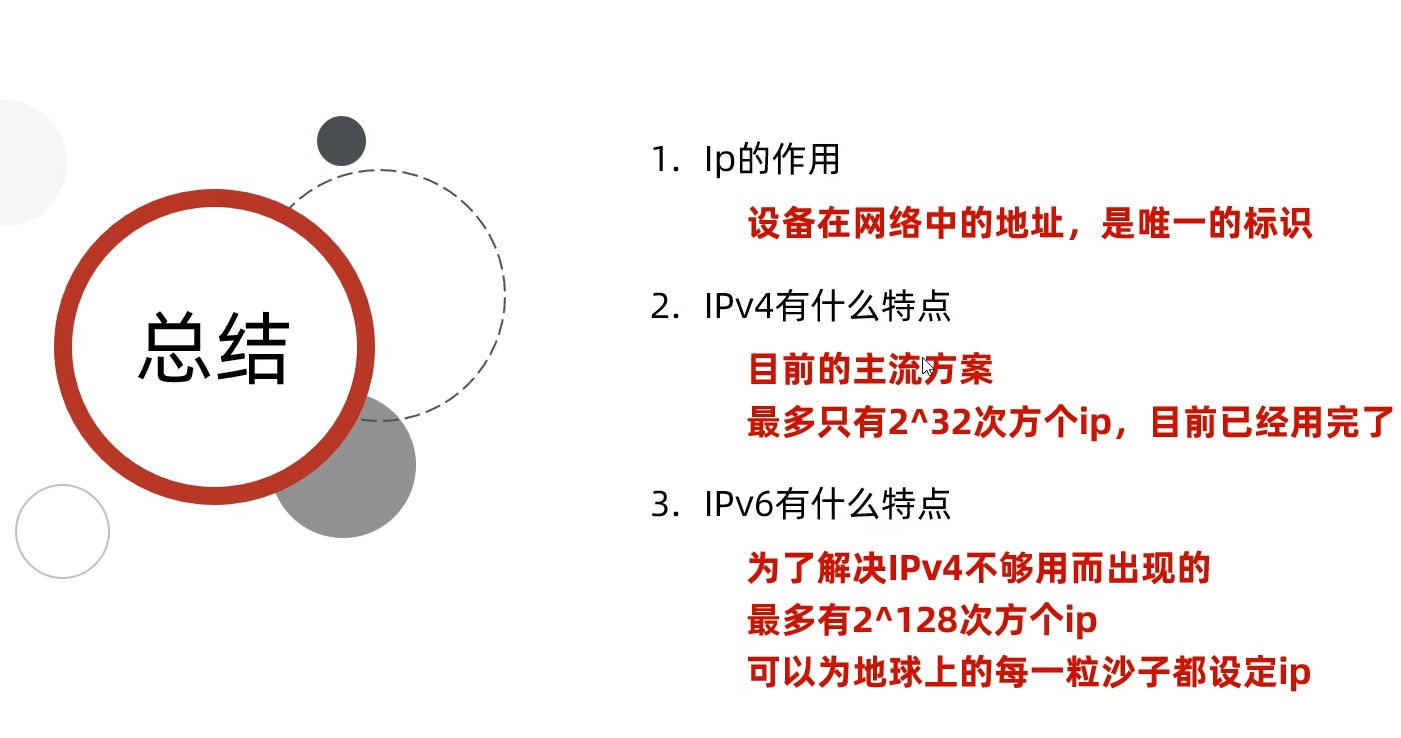 总结
1. Ip的作用
设备在网络中的地址，是唯一的标识
2. IPv4有什么特点
目前的主流方案
最多只有2^32次方个ip，目前已经用完了
3. IPv6有什么特点
为了解决IPv4不够用而出现的
最多有2^128次方个ip
可以为地球上的每一粒沙子都设定ip